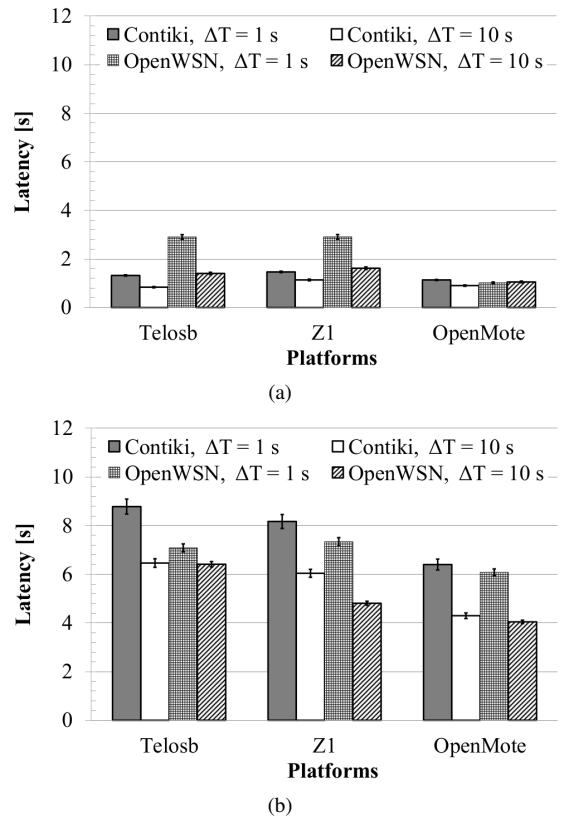 12
10
8
6
4
2
0
Latency [s]
Contiki, ΔT = 1 s
Contiki, ΔT = 10 s
OpenWSN, ΔT = 1 s
OpenWSN, ΔT = 10 s
Telosb
Z1
OpenMote
Platforms
(a)
12
10
8
6
4
2
0
Latency [s]
Contiki, ΔT = 1 s
Contiki, ΔT = 10 s
OpenWSN, ΔT = 1 s
OpenWSN, ΔT = 10 s
Telosb
Z1
OpenMote
Platforms
(b)